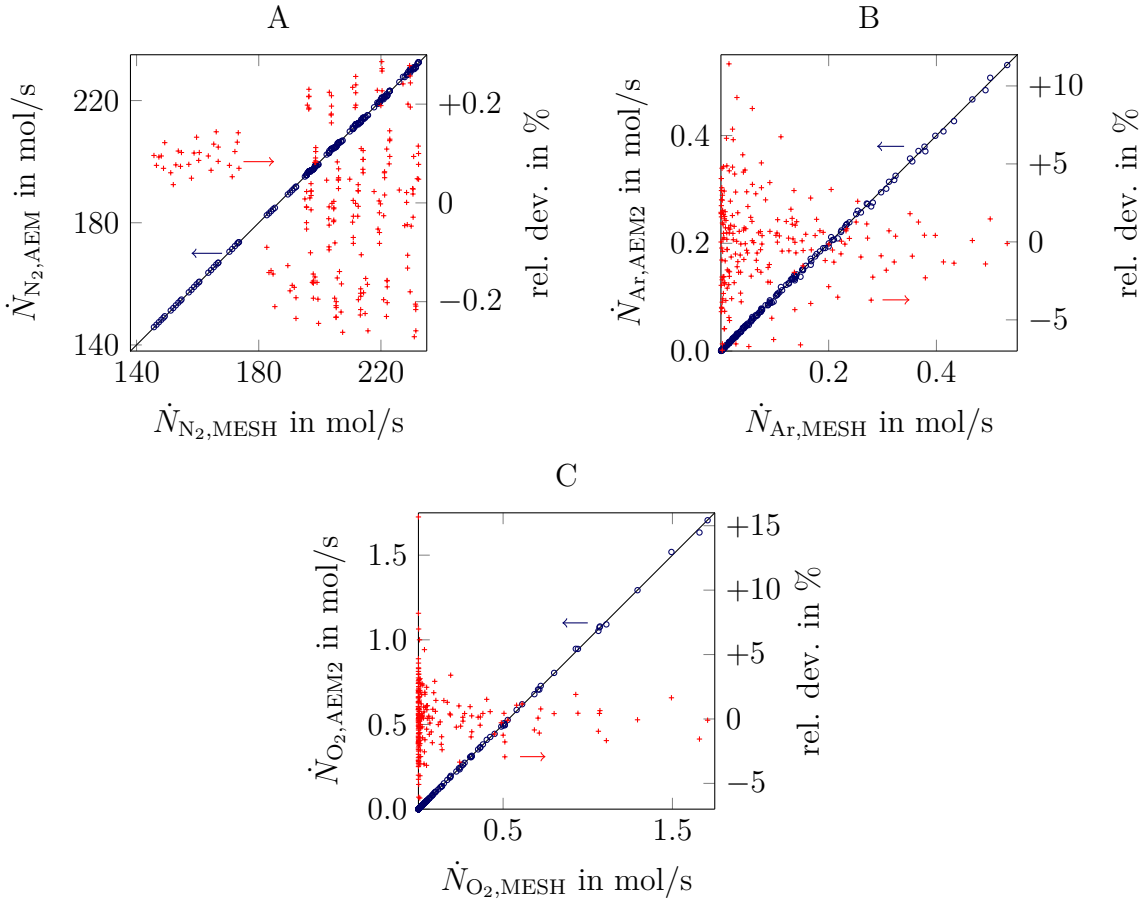 A
220
180
140
140
180
220
+0.2
0
−0.2
Ṅ_N₂,AEM in mol/s
rel. dev. in %
Ṅ_N₂,MESH in mol/s
B
0.4
0.2
0.0
0.2
0.4
+10
+5
0
−5
Ṅ_Ar,AEM2 in mol/s
rel. dev. in %
Ṅ_Ar,MESH in mol/s
C
1.5
1.0
0.5
0.0
0.5
1.5
+15
+10
+5
0
−5
Ṅ_O₂,AEM2 in mol/s
rel. dev. in %
Ṅ_O₂,MESH in mol/s